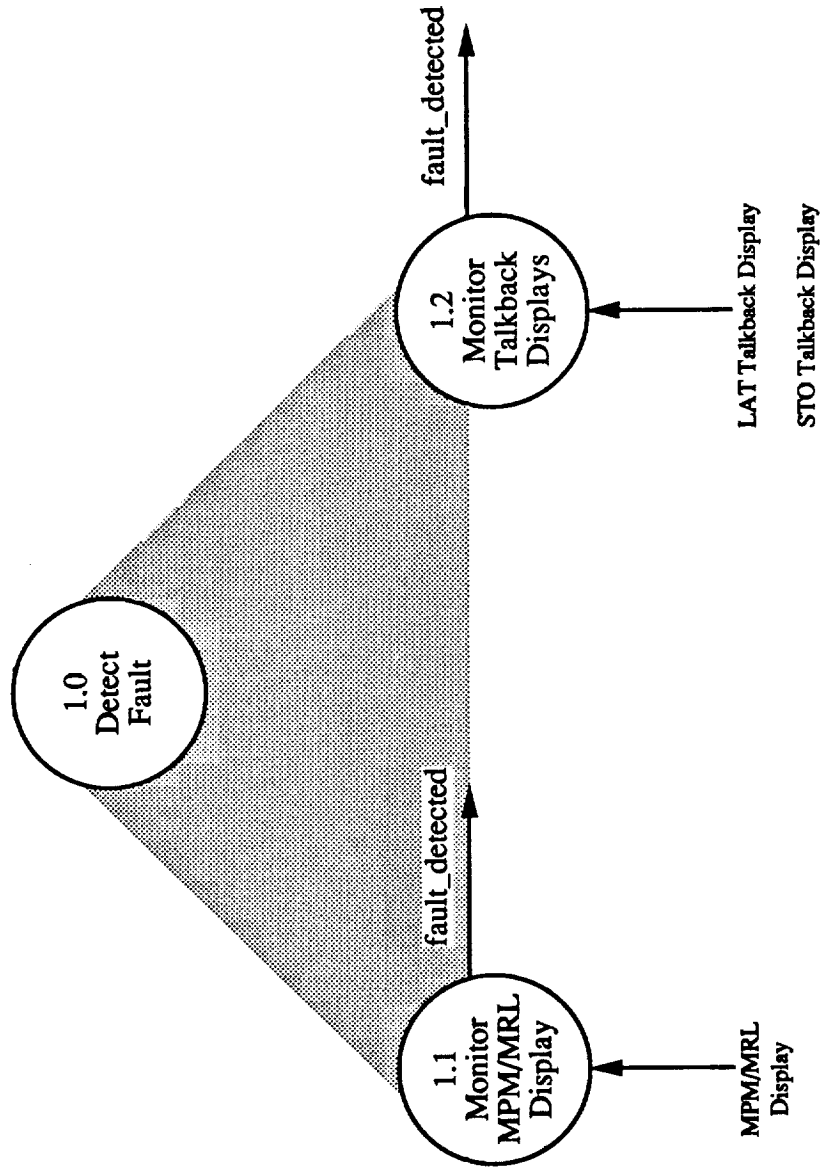 1.0
Detect
Fault
1.1
Monitor
MPM/MRL
Display
fault_detected
MPM/MRL
Display
1.2
Monitor
Talkback
Displays
fault_detected
LAT Talkback Display
STO Talkback Display